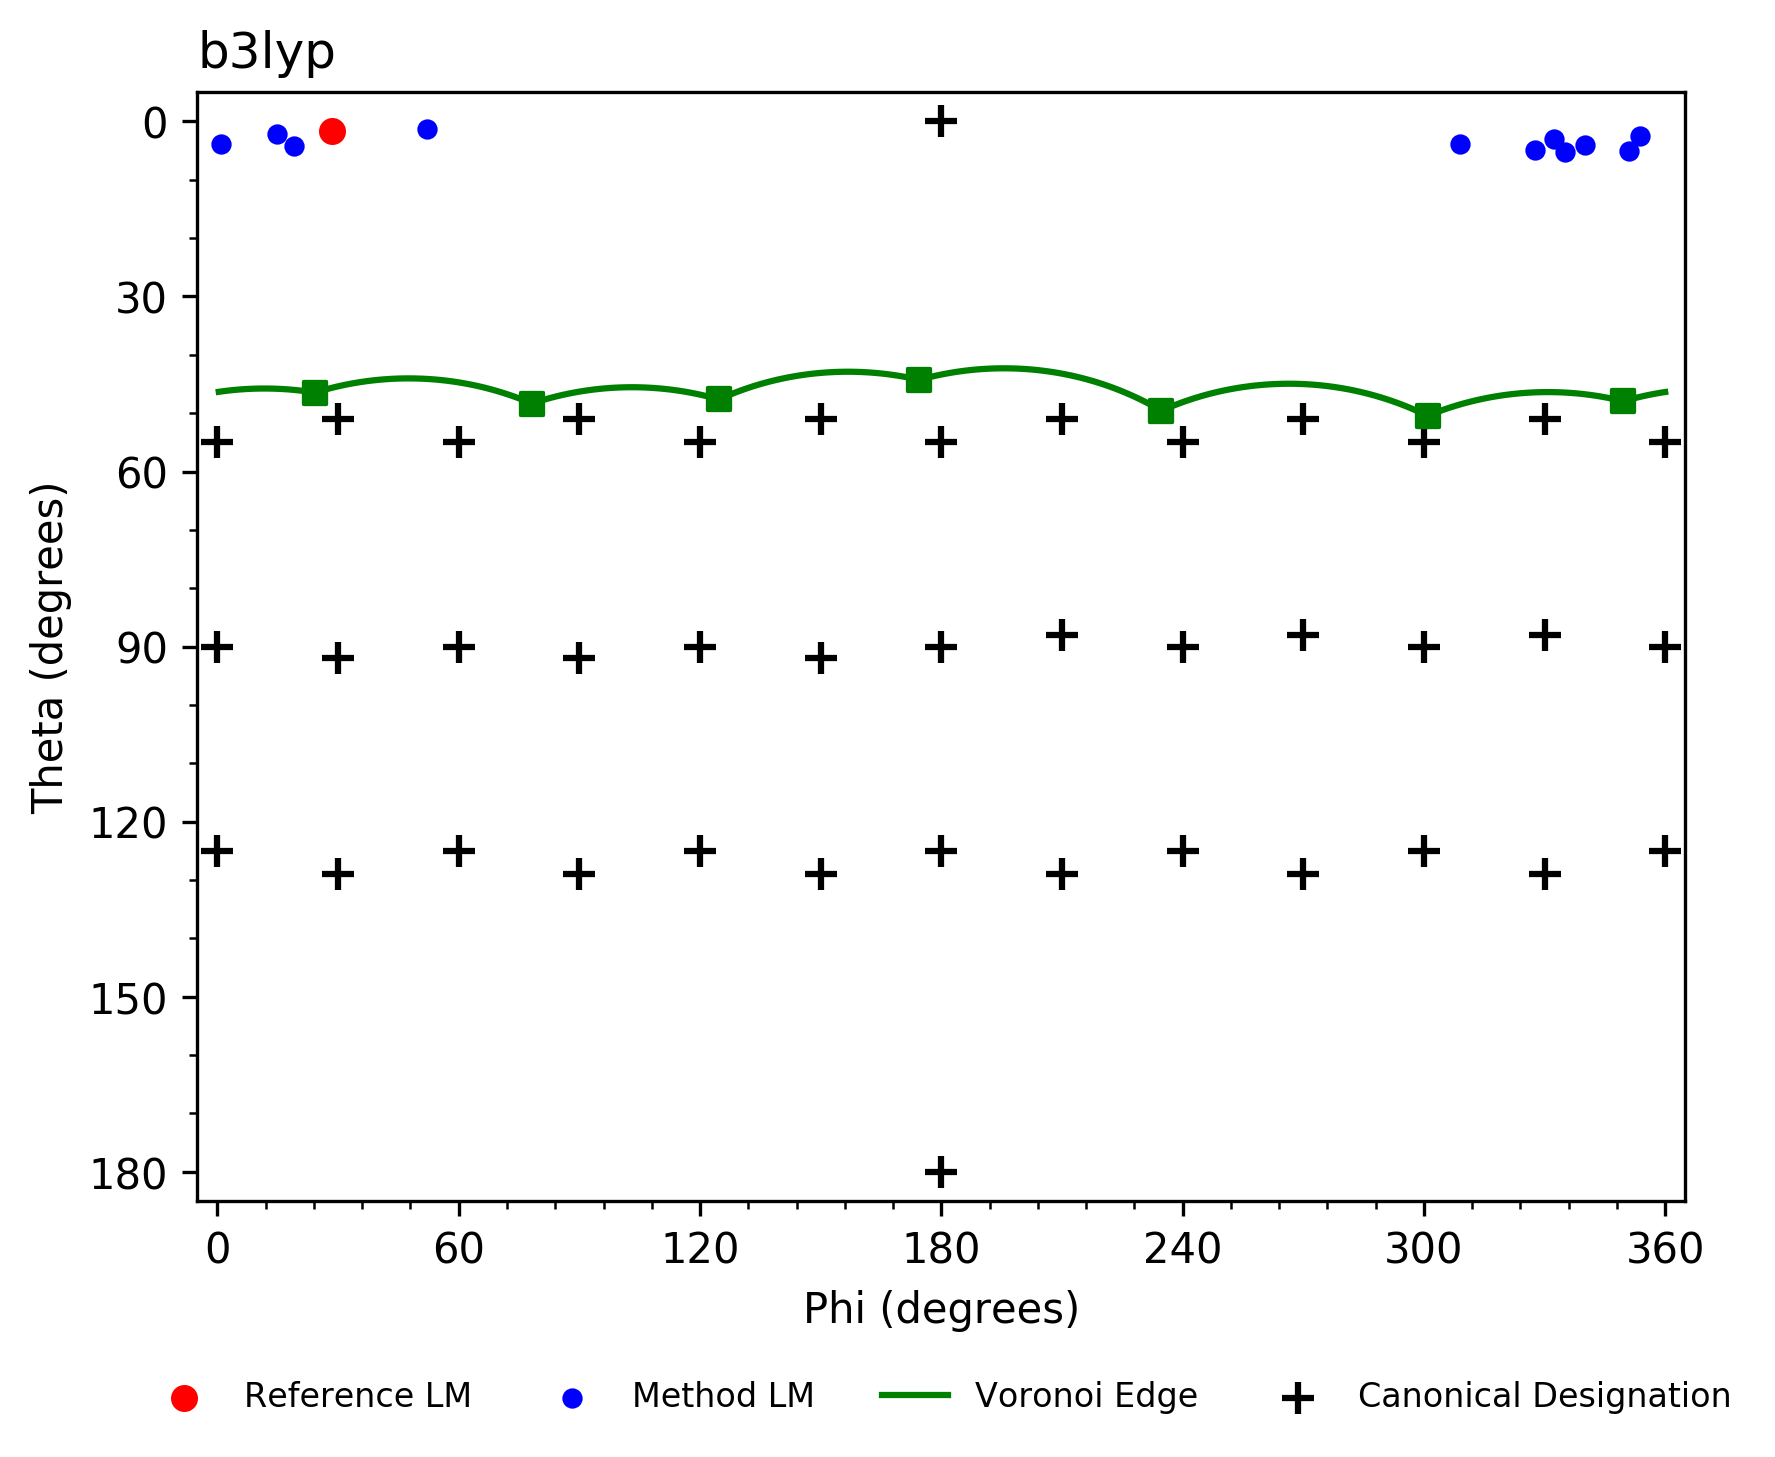 b3lyp
0
30
60
90
120
150
180
Theta (degrees)
0 60 120 180 240 300 360
Phi (degrees)
Reference LM Method LM Voronoi Edge Canonical Designation